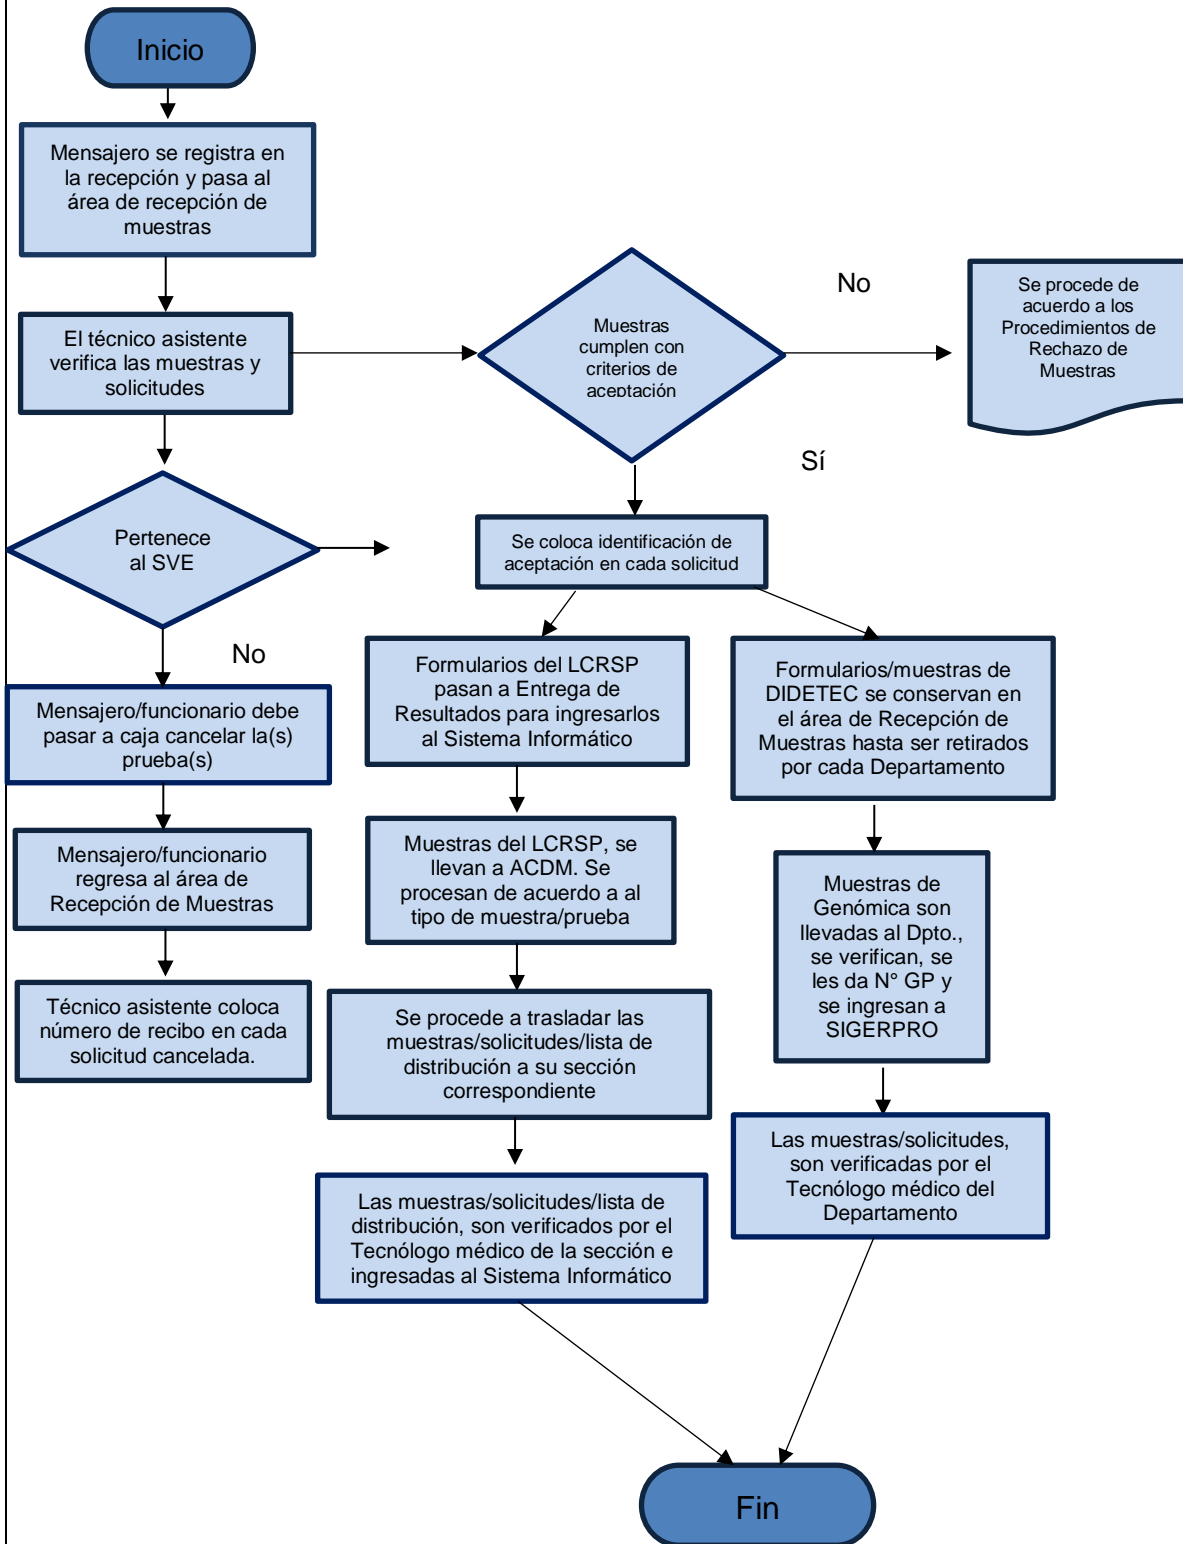 Inicio
Mensajero se registra en
la recepción y pasa al
área de recepción de
muestras
El técnico asistente
verifica las muestras y
solicitudes
Muestras
cumplen con
criterios de
aceptación
No
Se procede de
acuerdo a los
Procedimientos de
Rechazo de
Muestras
Sí
Pertenece
al SVE
No
Mensajero/funcionario debe
pasar a caja cancelar la(s)
prueba(s)
Mensajero/funcionario
regresa al área de
Recepción de Muestras
Técnico asistente coloca
número de recibo en cada
solicitud cancelada.
Se coloca identificación de
aceptación en cada solicitud
Formularios del LCRSP
pasan a Entrega de
Resultados para ingresarlos
al Sistema Informático
Muestras del LCRSP, se
llevan a ACDM. Se
procesan de acuerdo a al
tipo de muestra/prueba
Se procede a trasladar las
muestras/solicitudes/lista de
distribución a su sección
correspondiente
Las muestras/solicitudes/lista de
distribución, son verificados por el
Tecnólogo médico de la sección e
ingresadas al Sistema Informático
Formularios/muestras de
DIDETEC se conservan en
el área de Recepción de
Muestras hasta ser retirados
por cada Departamento
Muestras de
Genómica son
llevadas al Dpto.,
se verifican, se
les da N° GP y
se ingresan a
SIGERPRO
Las muestras/solicitudes,
son verificadas por el
Tecnólogo médico del
Departamento
Fin